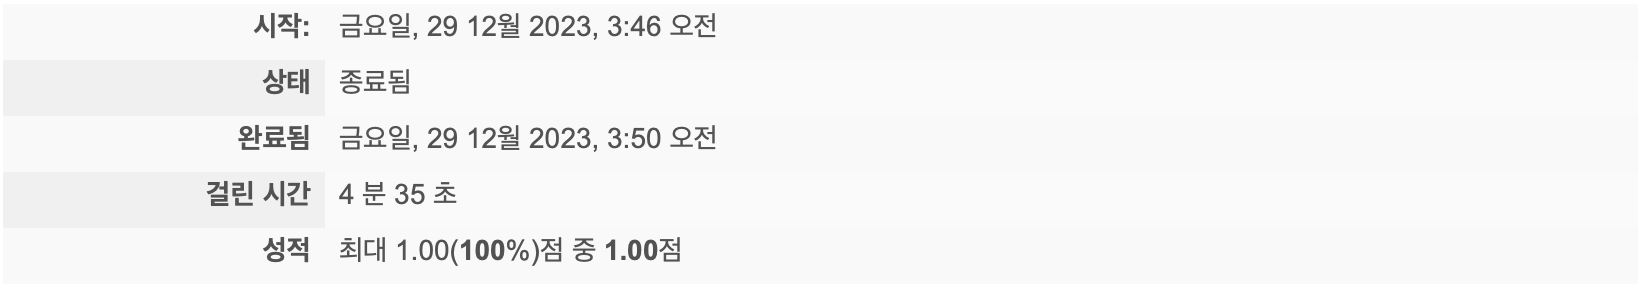 시작: 금요일, 29 12월 2023, 3:46 오전
상태 종료됨
완료됨 금요일, 29 12월 2023, 3:50 오전
걸린 시간 4 분 35 초
성적 최대 1.00(100%)점 중 1.00점